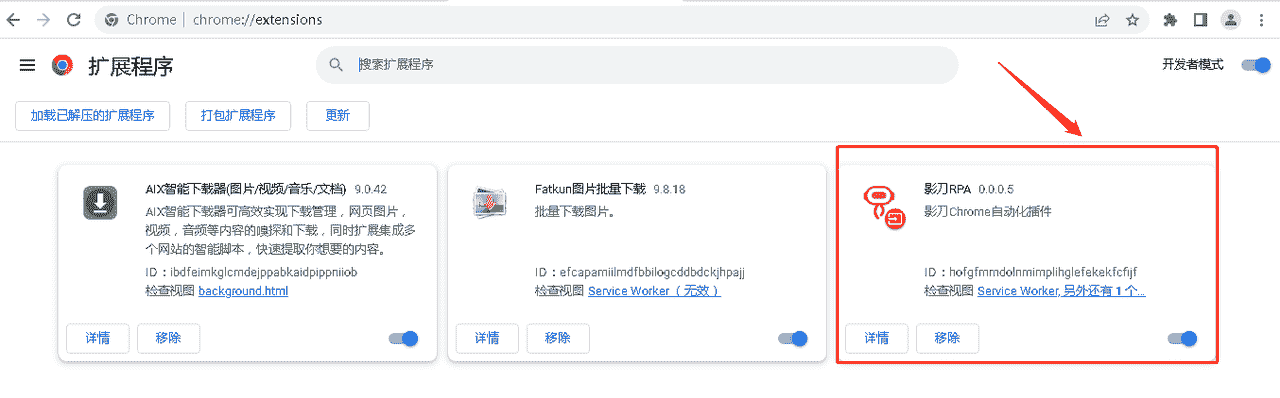 Chrome | chrome://extensions
扩展程序
搜索扩展程序
开发者模式
加载已解压的扩展程序
打包扩展程序
更新
AIX智能下载器(图片/视频/音乐/文档) 9.0.42
AIX智能下载器可高效实现下载管理，网页图片，
视频，音频等内容的嗅探和下载，同时扩展集成多
个网站的智能脚本，快速提取你想要的内容。
ID：ibdfeimkglcmdejppabkaidpippniiob
检查视图 background.html
详情
移除
Fatkun图片批量下载 9.8.18
批量下载图片。
ID：efcapamiilmdfbbilogcddbdckjhpajj
检查视图 Service Worker（无效）
详情
移除
影刀RPA 0.0.0.5
影刀Chrome自动化插件
ID：hofgfmmdolnmimplihglefekekfcfijf
检查视图 Service Worker, 另外还有 1 个...
详情
移除